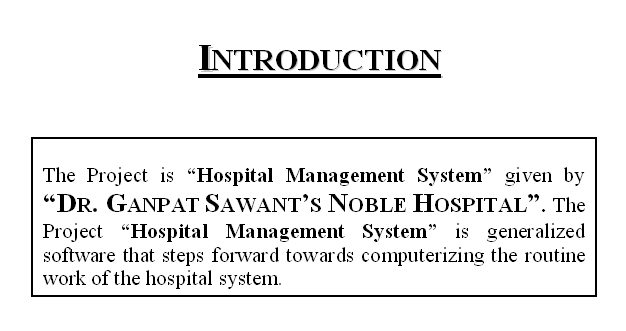 INTRODUCTION
The Project is “Hospital Management System” given by
“DR. GANPAT SAWANT’S NOBLE HOSPITAL”. The
Project “Hospital Management System” is generalized
software that steps forward towards computerizing the routine
work of the hospital system.